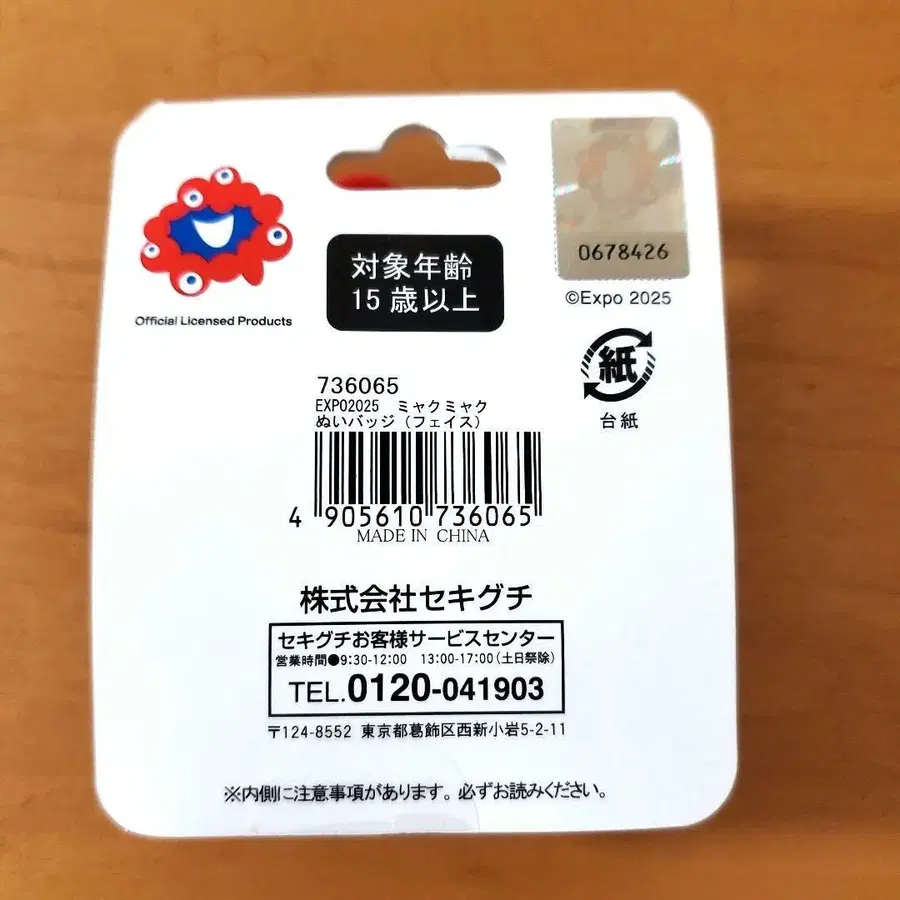 Official Licensed Products
対象年齢
15歳以上
0678426
©Expo 2025
紙
台紙
736065
EXPO2025 ミャクミャク
ぬいバッジ（フェイス）
4 905610 736065
MADE IN CHINA
株式会社セキグチ
セキグチお客様サービスセンター
営業時間●9:30-12:00 13:00-17:00（土日祭除）
TEL.0120-041903
〒124-8552 東京都葛飾区西新小岩5-2-11
※内側に注意事項があります。必ずお読みください。